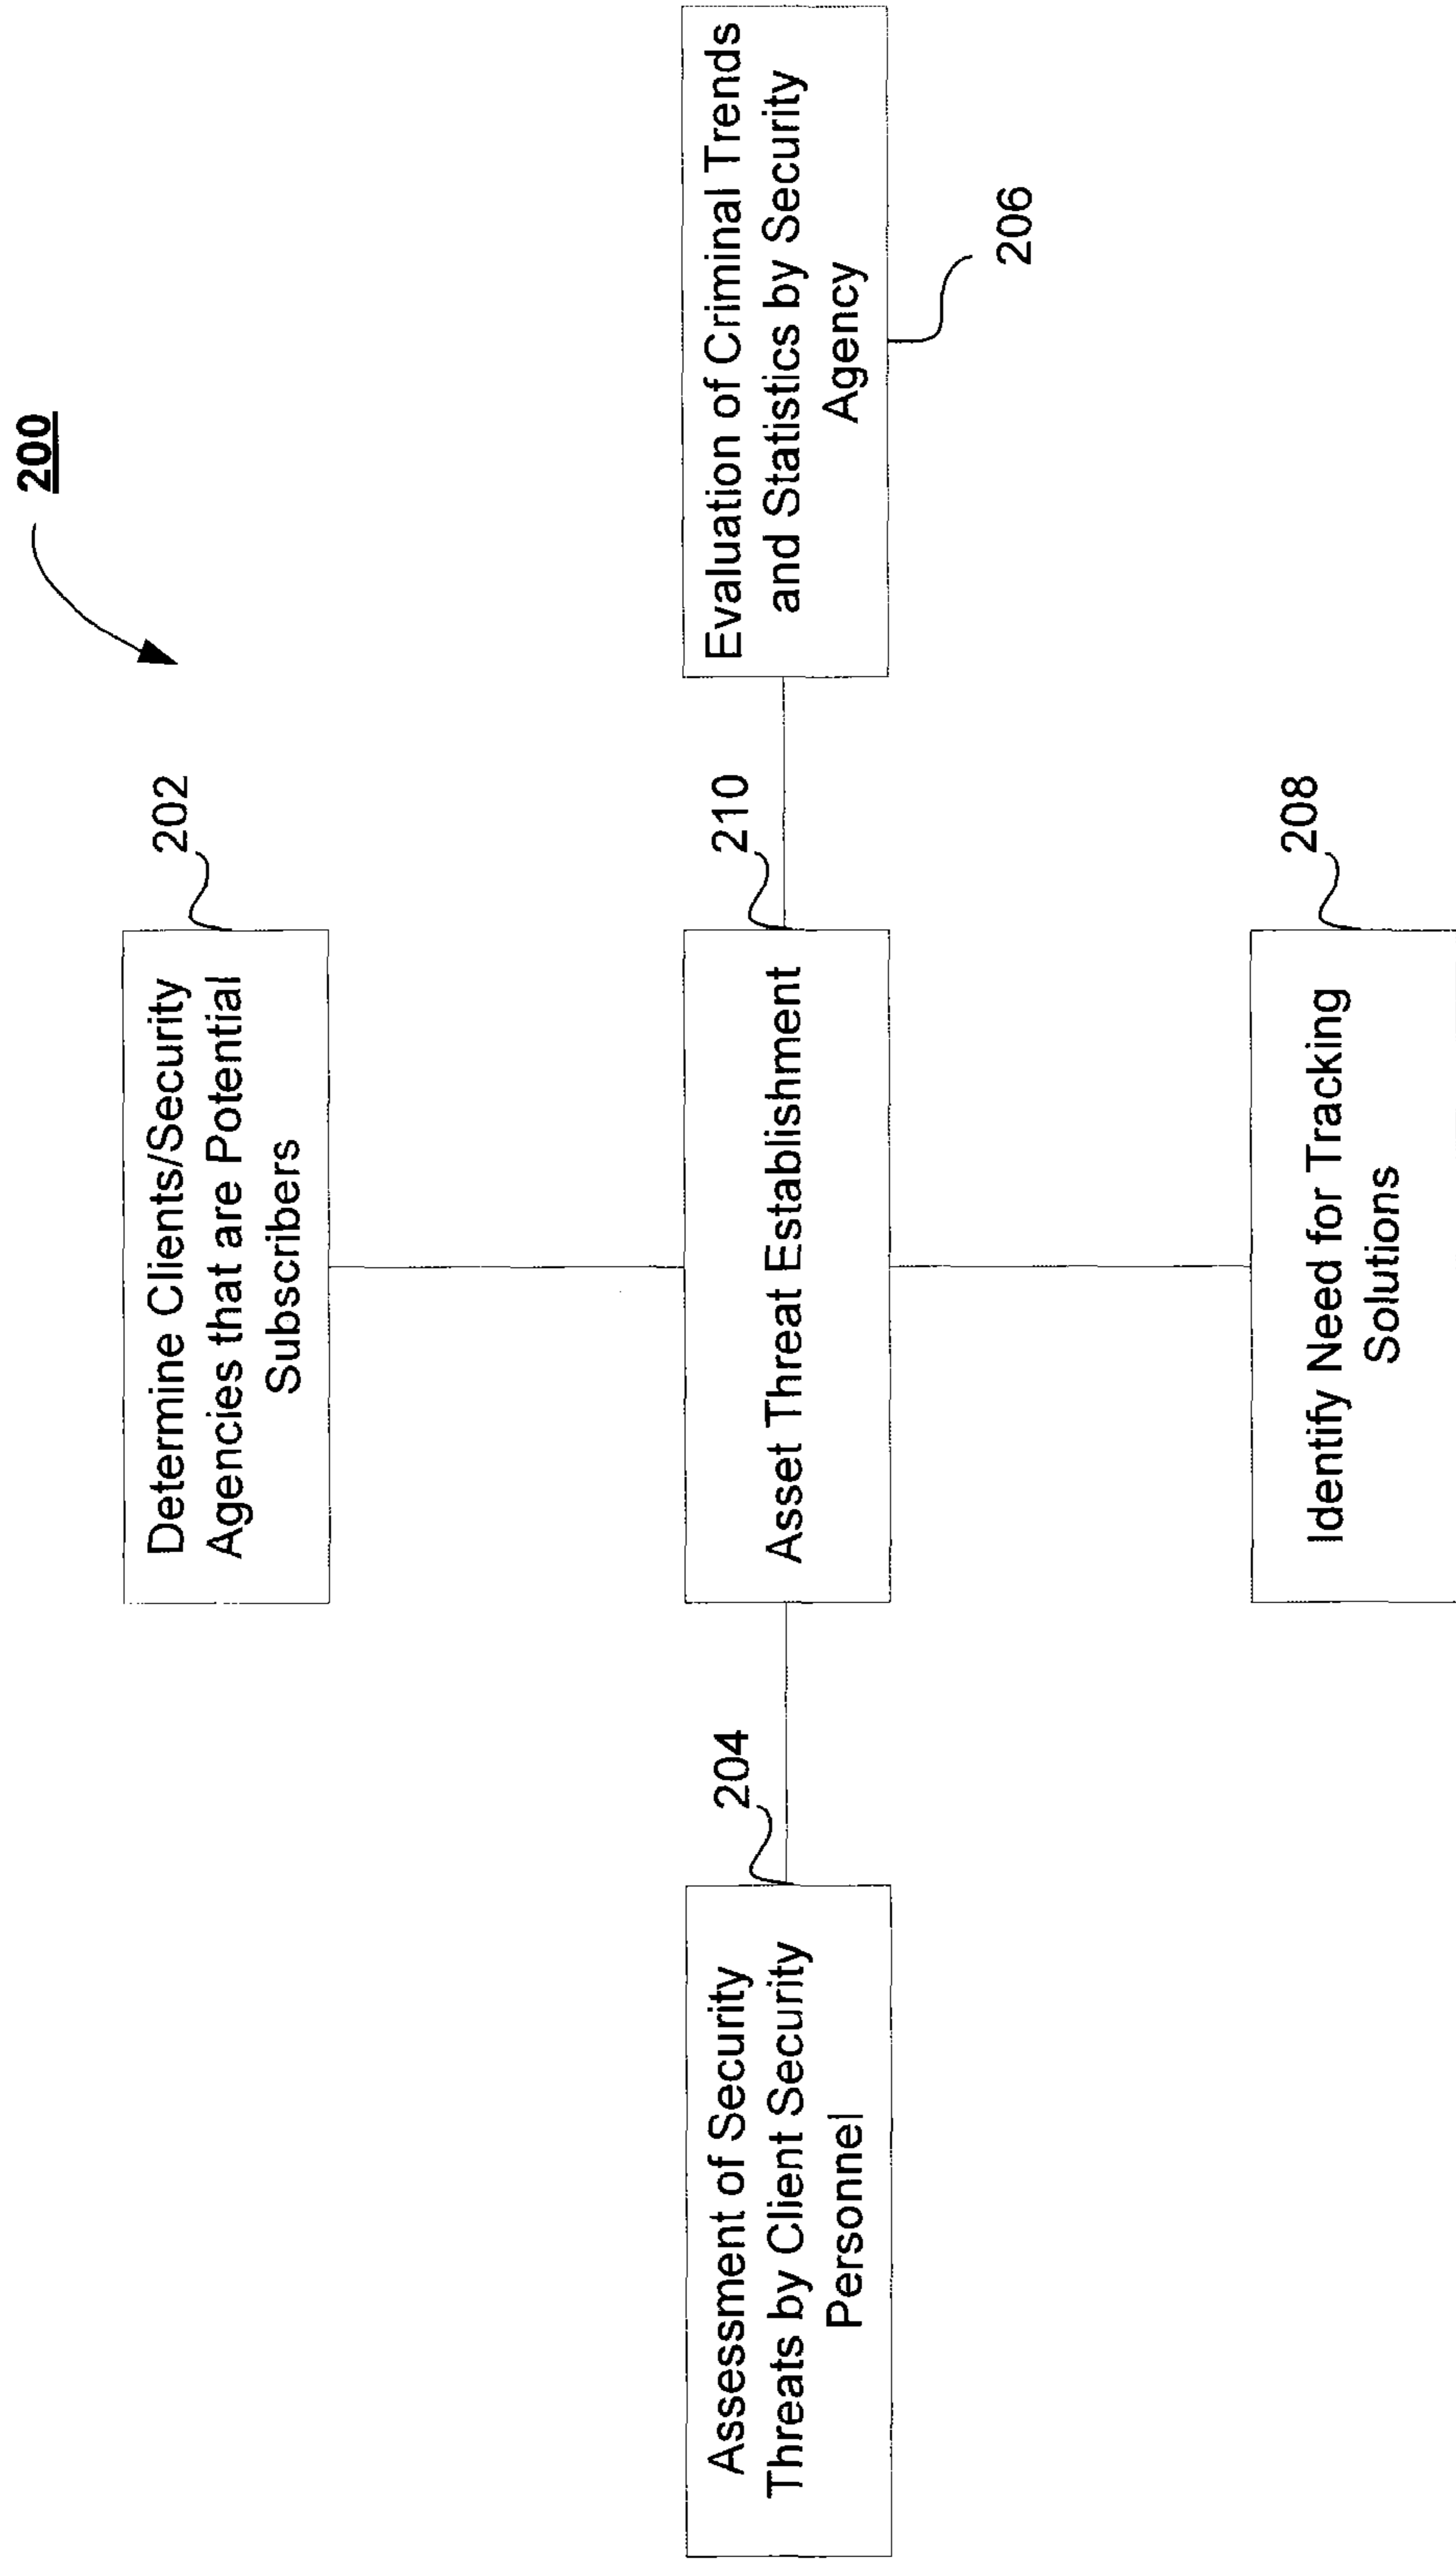 200
202
Determine Clients/Security
Agencies that are Potential
Subscribers
204
Assessment of Security
Threats by Client Security
Personnel
210
Asset Threat Establishment
Evaluation of Criminal Trends
and Statistics by Security
Agency
206
208
Identify Need for Tracking
Solutions